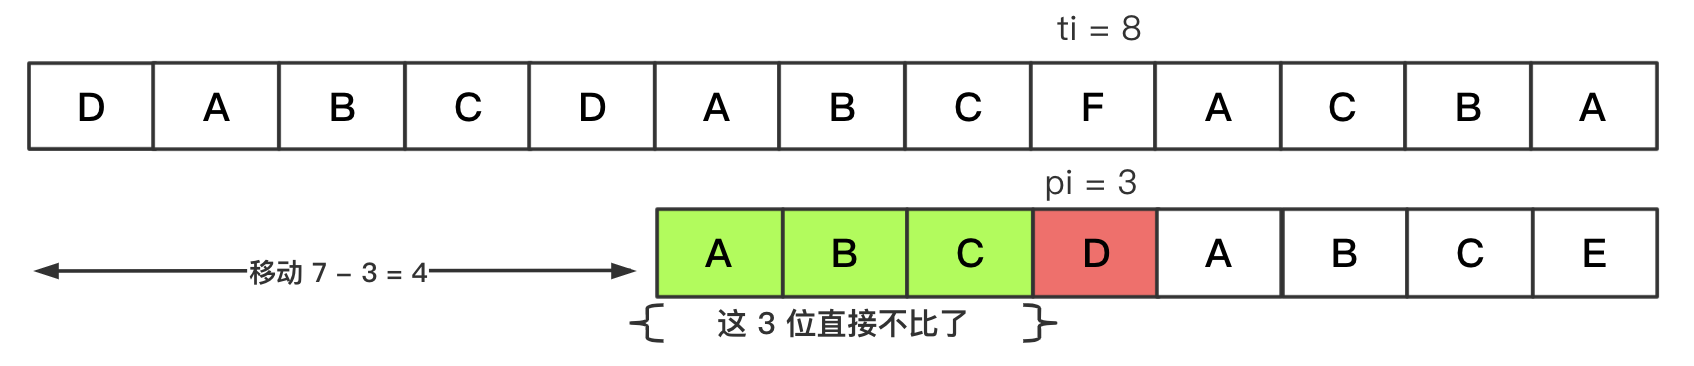 ti = 8
D A B C D A B C F A C B A
pi = 3
A B C D A B C E
移动 7 - 3 = 4
这 3 位直接不比了